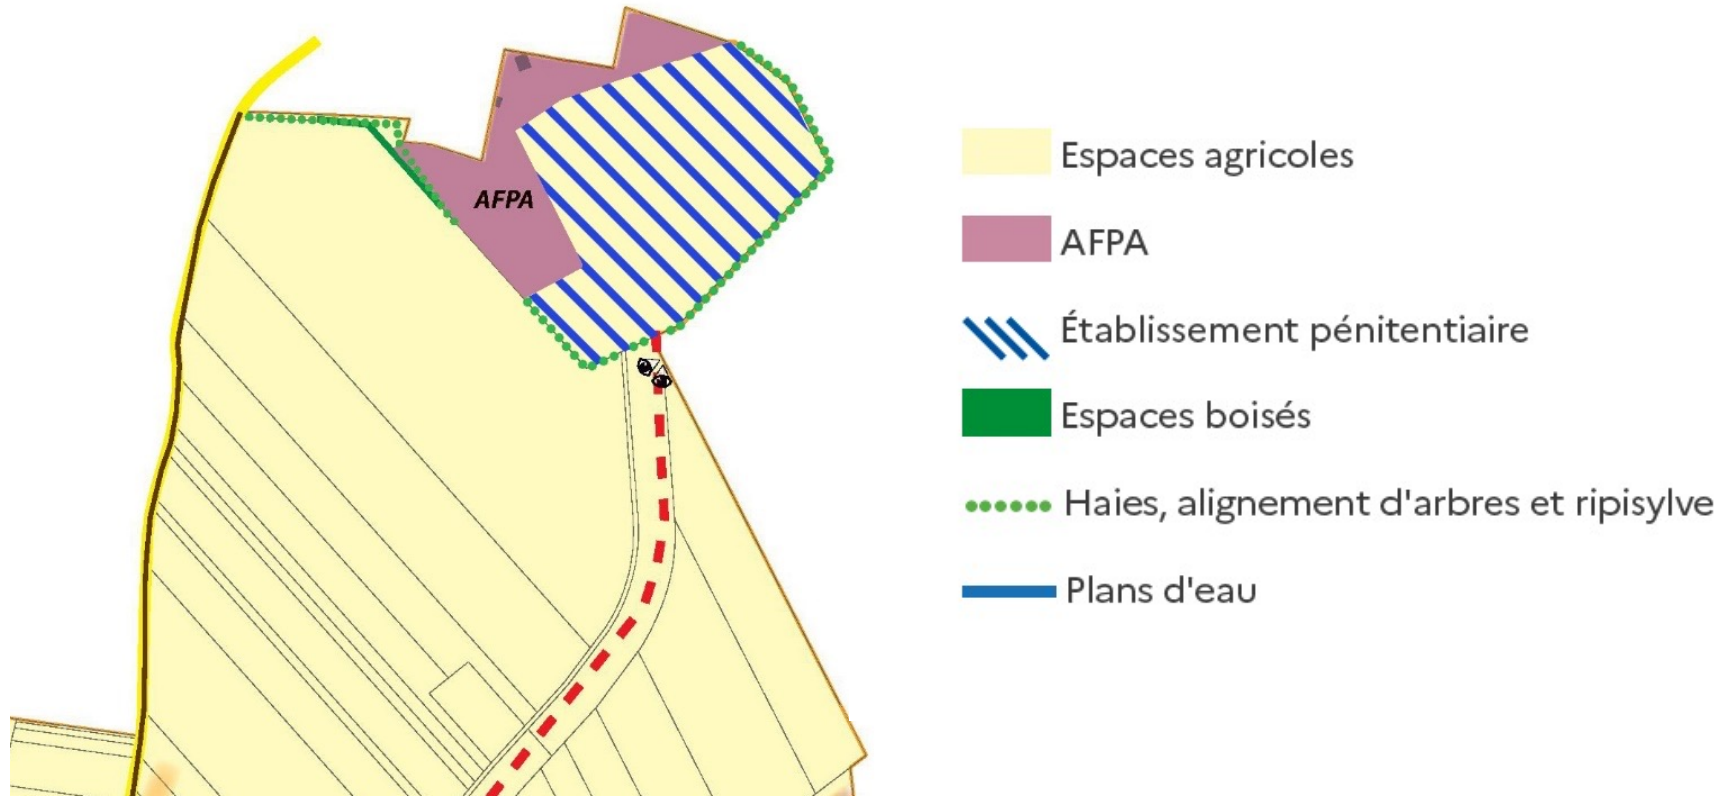 AFPA
Espaces agricoles
AFPA
Établissement pénitentiaire
Espaces boisés
Haies, alignement d'arbres et ripisylve
Plans d'eau